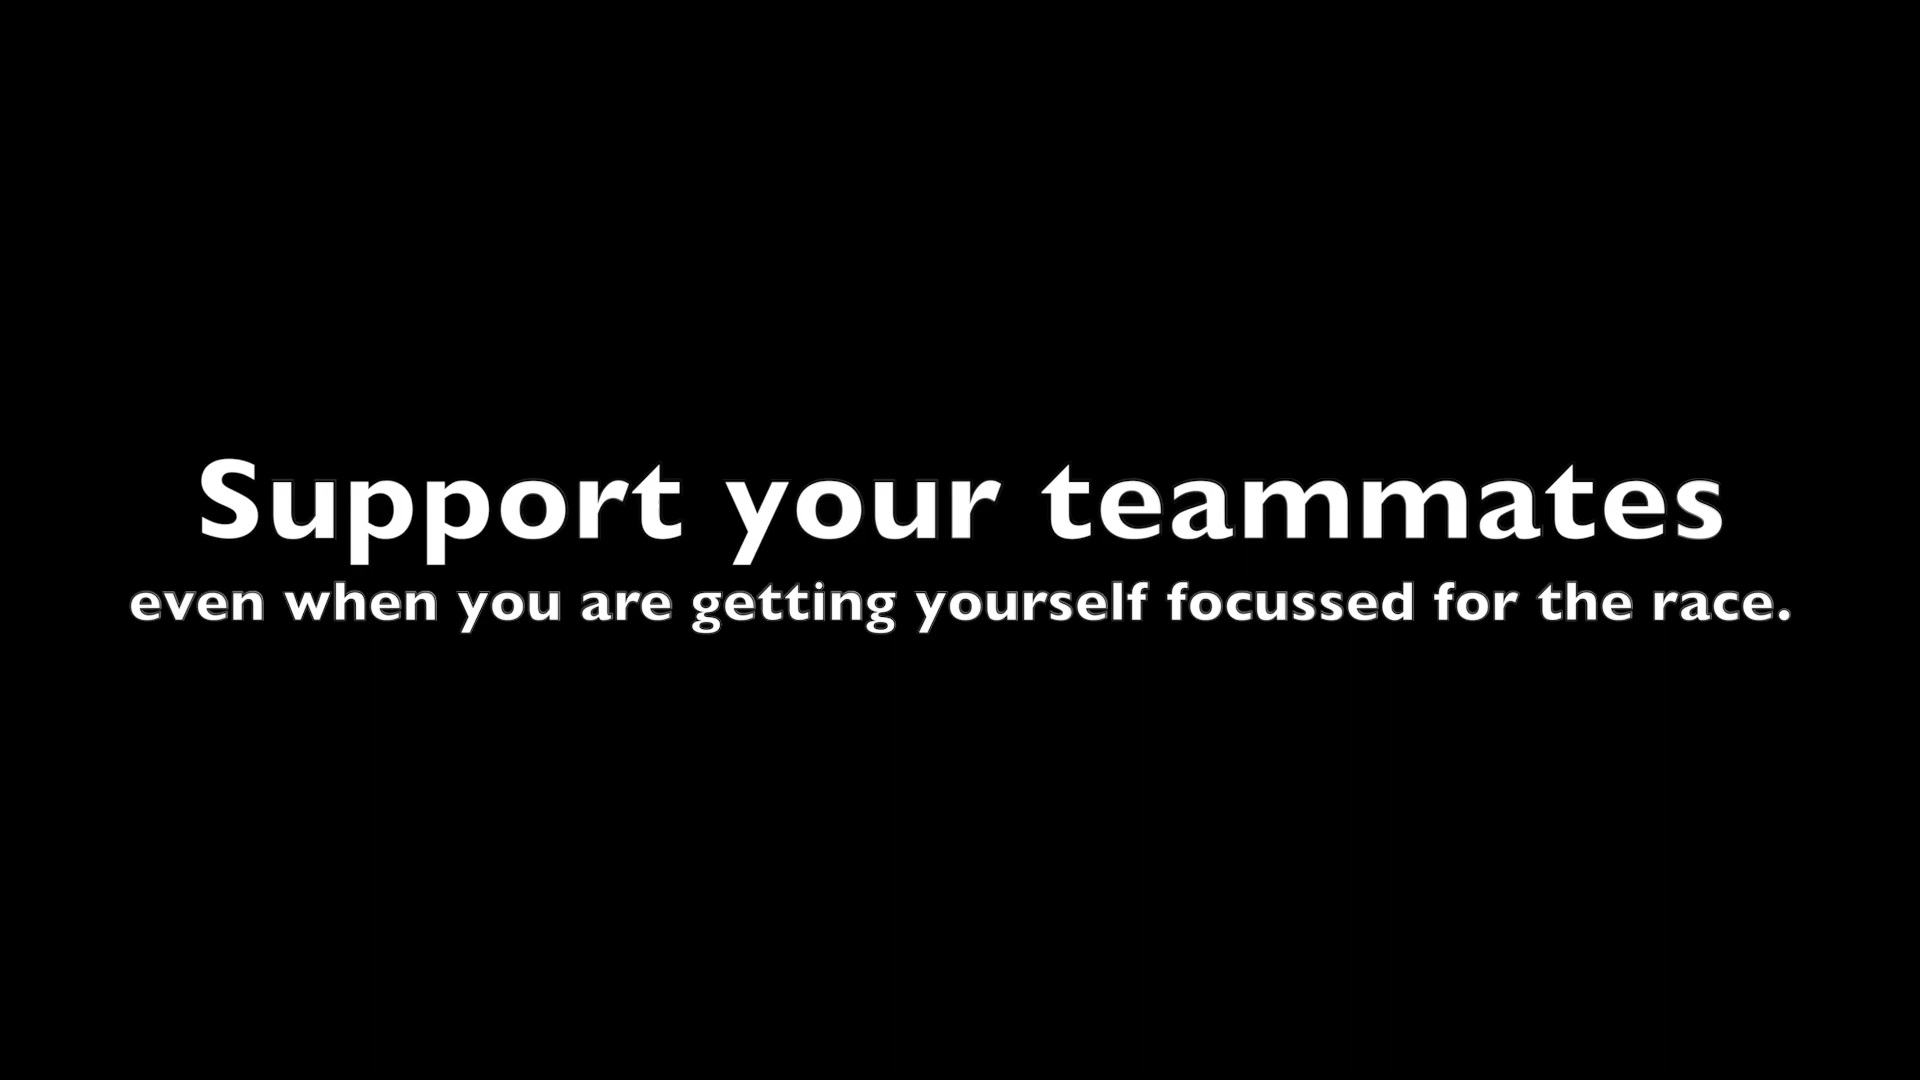 Support your teammates
even when you are getting yourself focussed for the race.